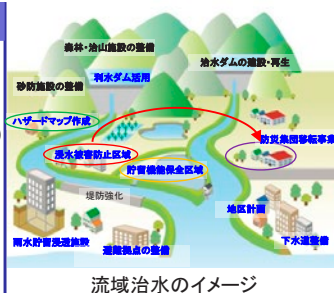 森林・治山施設の整備
治水ダムの建設・再生
砂防施設の整備
利水ダム活用
ハザードマップ作成
防災集団移転事業
浸水被害防止区域
貯留機能保全区域
堤防強化
地区計画
雨水貯留浸透施設
避難拠点の整備
下水道整備
流域治水のイメージ